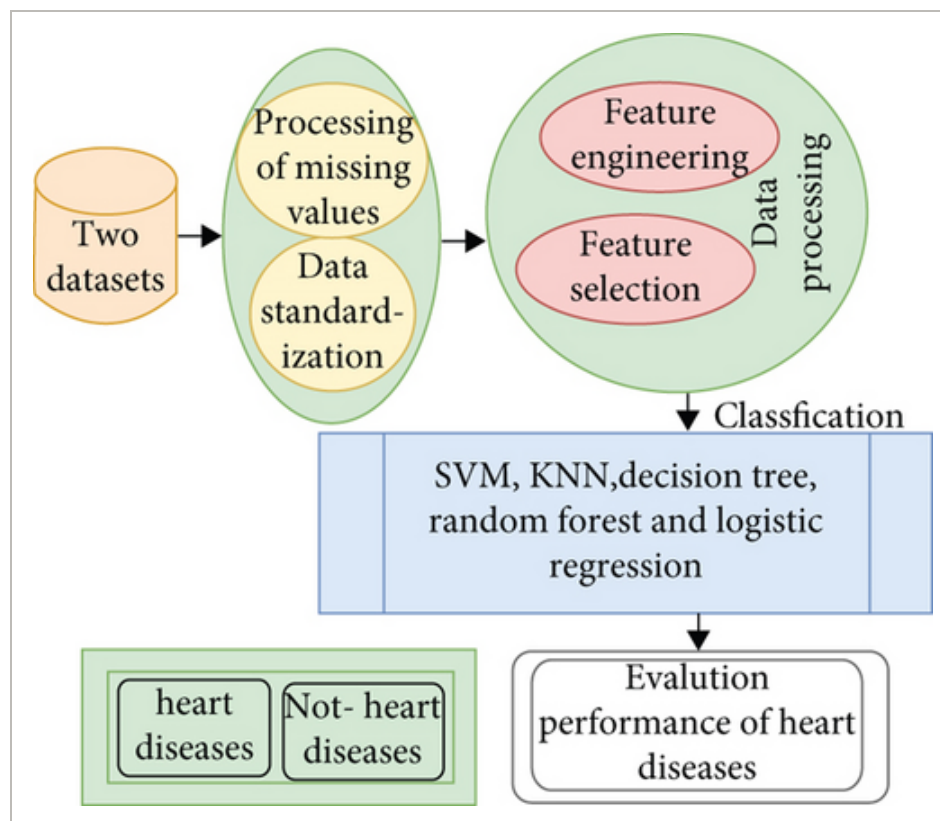 Two
datasets
Processing
of missing
values
Data
standard-
ization
Feature
engineering
Feature
selection
Data
processing
Classfication
SVM, KNN,decision tree,
random forest and logistic
regression
heart
diseases
Not- heart
diseases
Evalution
performance of heart
diseases